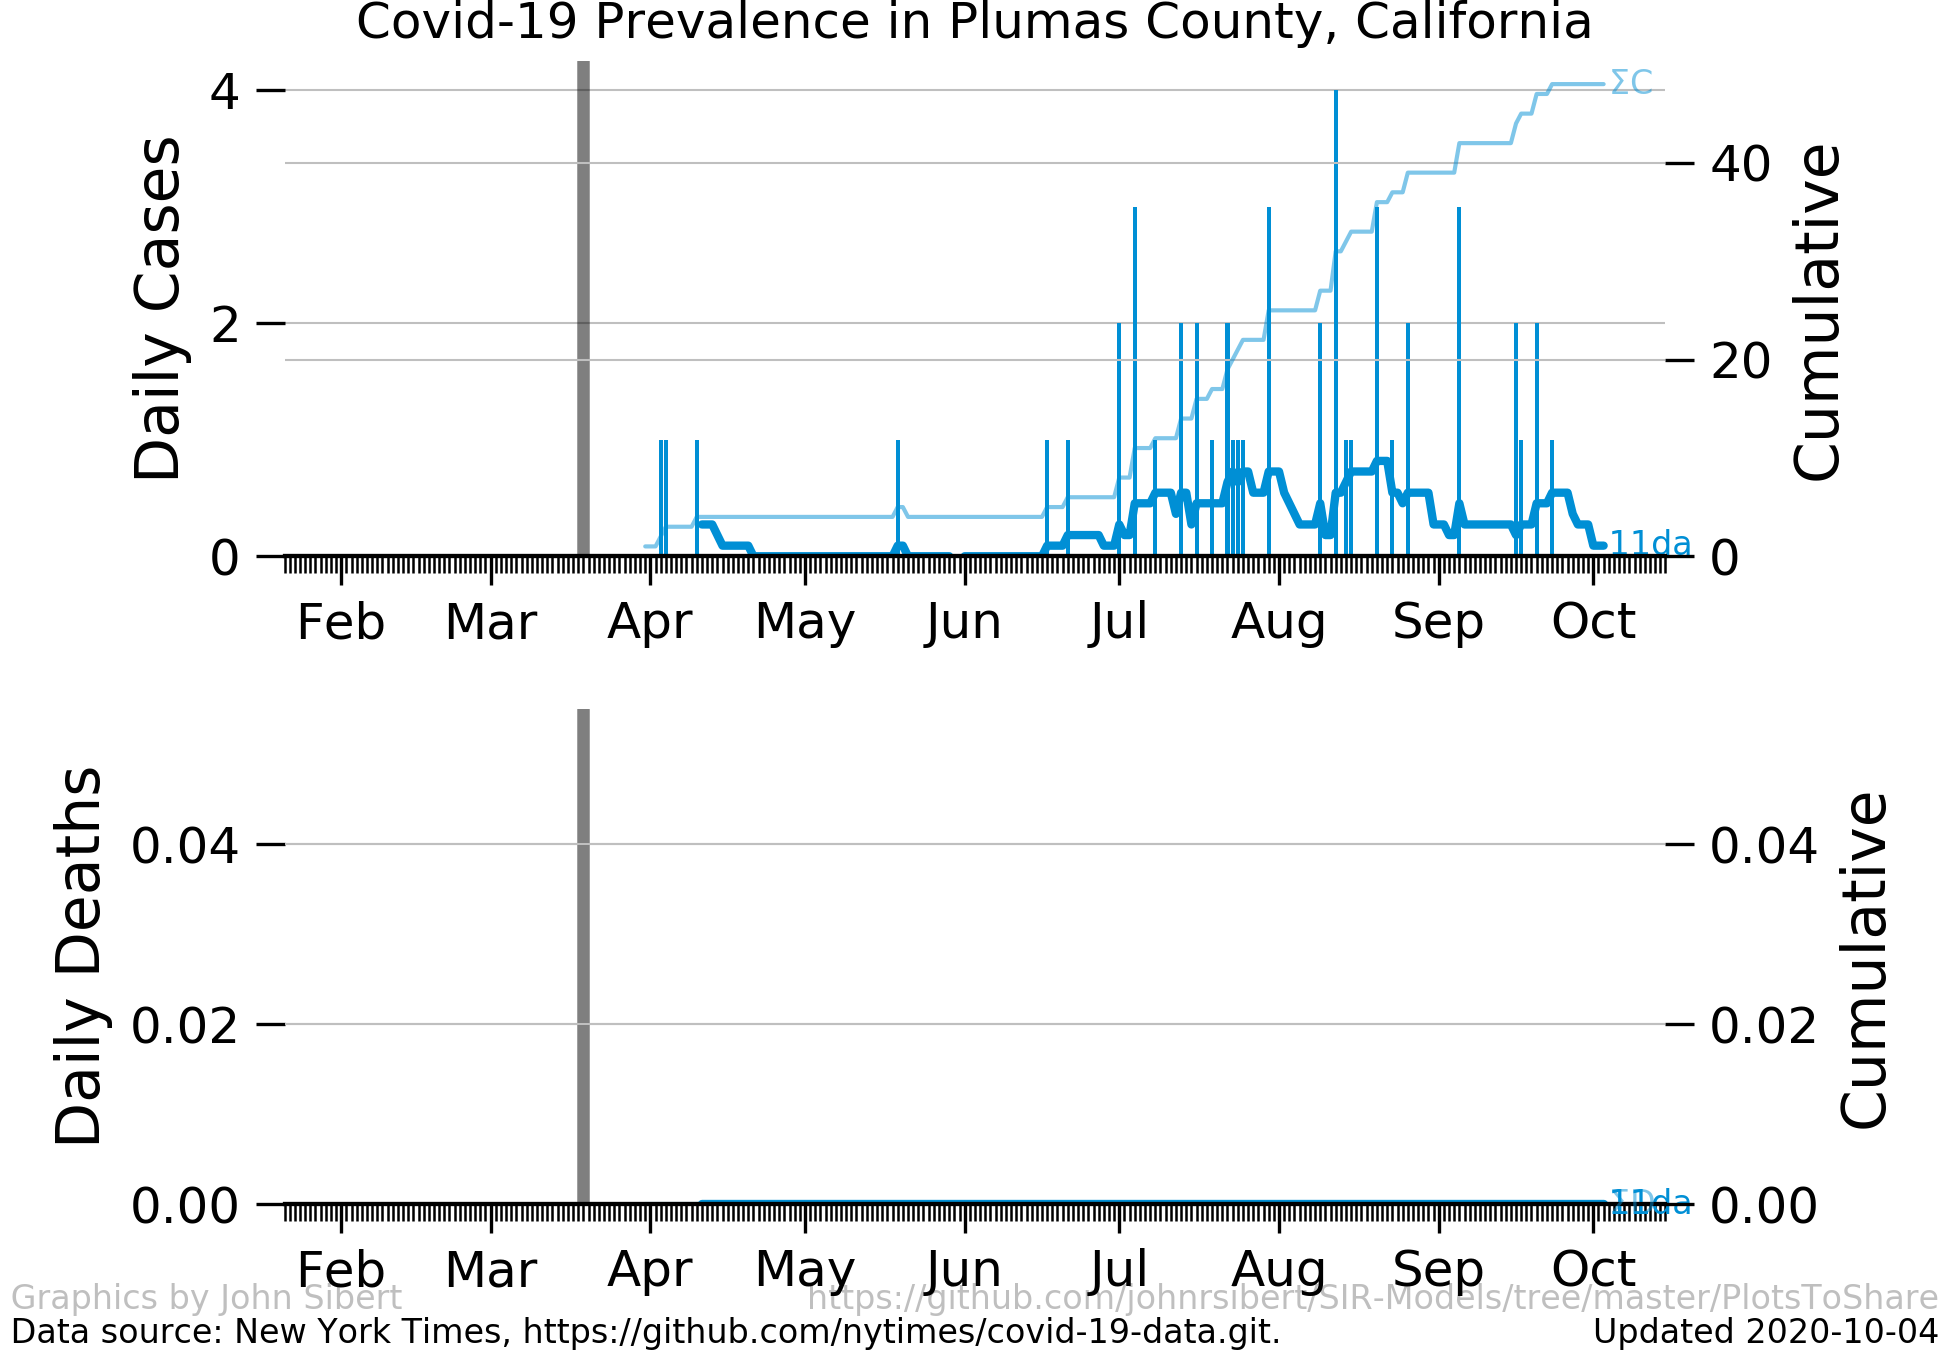 Covid-19 Prevalence in Plumas County, California
Daily Cases
4
2
0
Cumulative
40
20
0
ΣC
11da
Feb Mar Apr May Jun Jul Aug Sep Oct
Daily Deaths
0.04
0.02
0.00
Cumulative
0.04
0.02
0.00
ΣD
11da
Feb Mar Apr May Jun Jul Aug Sep Oct
Graphics by John Sibert https://github.com/johnrsibert/SIR-Models/tree/master/PlotsToShare
Data source: New York Times, https://github.com/nytimes/covid-19-data.git. Updated 2020-10-04